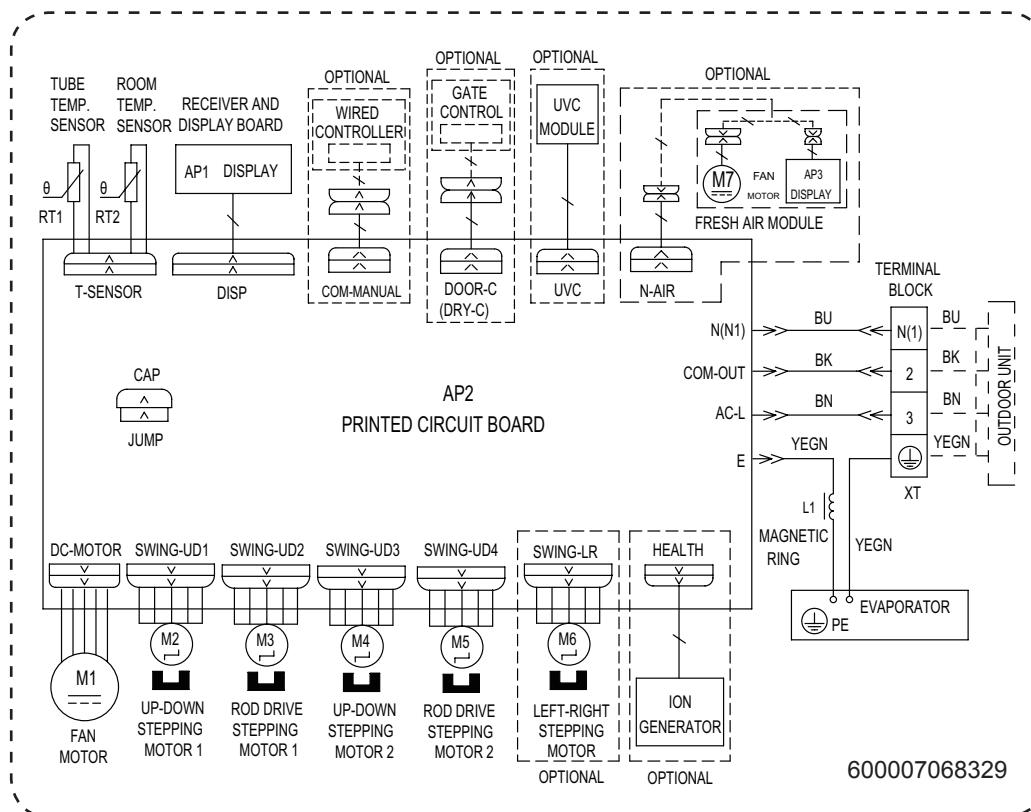 TUBE
TEMP.
SENSOR
ROOM
TEMP.
SENSOR
RECEIVER AND
DISPLAY BOARD
OPTIONAL
WIRED
CONTROLLER
OPTIONAL
GATE
CONTROL
OPTIONAL
UVC
MODULE
OPTIONAL
θ
RT1
θ
RT2
AP1 DISPLAY
M7
FAN
MOTOR
AP3
DISPLAY
FRESH AIR MODULE
T-SENSOR
DISP
COM-MANUAL
DOOR-C
(DRY-C)
UVC
N-AIR
TERMINAL
BLOCK
N(N1)
BU
N(1)
BU
COM-OUT
BK
2
BK
AC-L
BN
3
BN
E
YEGN
YEGN
XT
OUTDOOR UNIT
CAP
JUMP
AP2
PRINTED CIRCUIT BOARD
L1
MAGNETIC
RING
YEGN
EVAPORATOR
PE
DC-MOTOR
SWING-UD1
SWING-UD2
SWING-UD3
SWING-UD4
SWING-LR
HEALTH
M1
M2
M3
M4
M5
M6
FAN
MOTOR
UP-DOWN
STEPPING
MOTOR 1
ROD DRIVE
STEPPING
MOTOR 1
UP-DOWN
STEPPING
MOTOR 2
ROD DRIVE
STEPPING
MOTOR 2
LEFT-RIGHT
STEPPING
MOTOR
OPTIONAL
ION
GENERATOR
OPTIONAL
600007068329